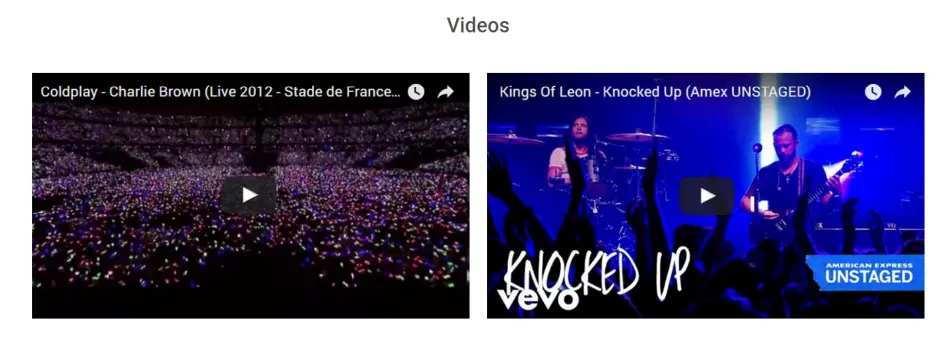 Videos
Coldplay - Charlie Brown (Live 2012 - Stade de France...
Kings Of Leon - Knocked Up (Amex UNSTAGED)
KNOCKED UP
vevo
AMERICAN EXPRESS
UNSTAGED